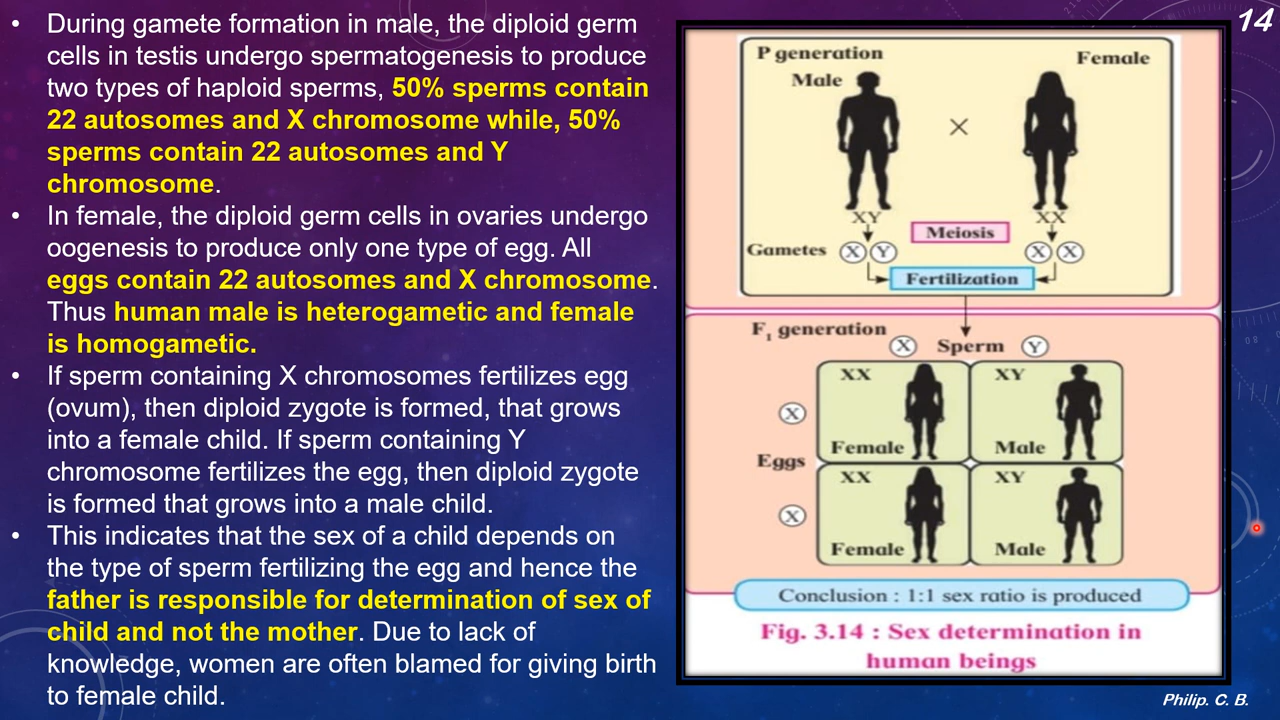 • During gamete formation in male, the diploid germ
cells in testis undergo spermatogenesis to produce
two types of haploid sperms, 50% sperms contain
22 autosomes and X chromosome while, 50%
sperms contain 22 autosomes and Y
chromosome.
• In female, the diploid germ cells in ovaries undergo
oogenesis to produce only one type of egg. All
eggs contain 22 autosomes and X chromosome.
Thus human male is heterogametic and female
is homogametic.
• If sperm containing X chromosomes fertilizes egg
(ovum), then diploid zygote is formed, that grows
into a female child. If sperm containing Y
chromosome fertilizes the egg, then diploid zygote
is formed that grows into a male child.
• This indicates that the sex of a child depends on
the type of sperm fertilizing the egg and hence the
father is responsible for determination of sex of
child and not the mother. Due to lack of
knowledge, women are often blamed for giving birth
to female child.
14
P generation
Male
Female
×
XY
XX
Meiosis
Gametes X Y X X
Fertilization
F1 generation
X Sperm Y
XX XY
X
Female Male
Eggs
XX XY
X
Female Male
Conclusion : 1:1 sex ratio is produced
Fig. 3.14 : Sex determination in
human beings
Philip. C. B.